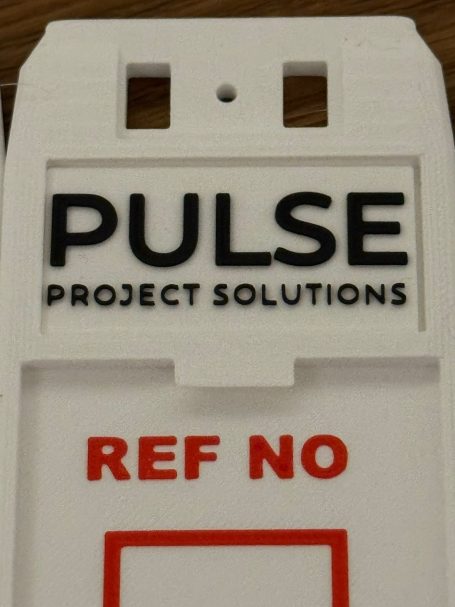 PULSE
PROJECT SOLUTIONS
REF NO